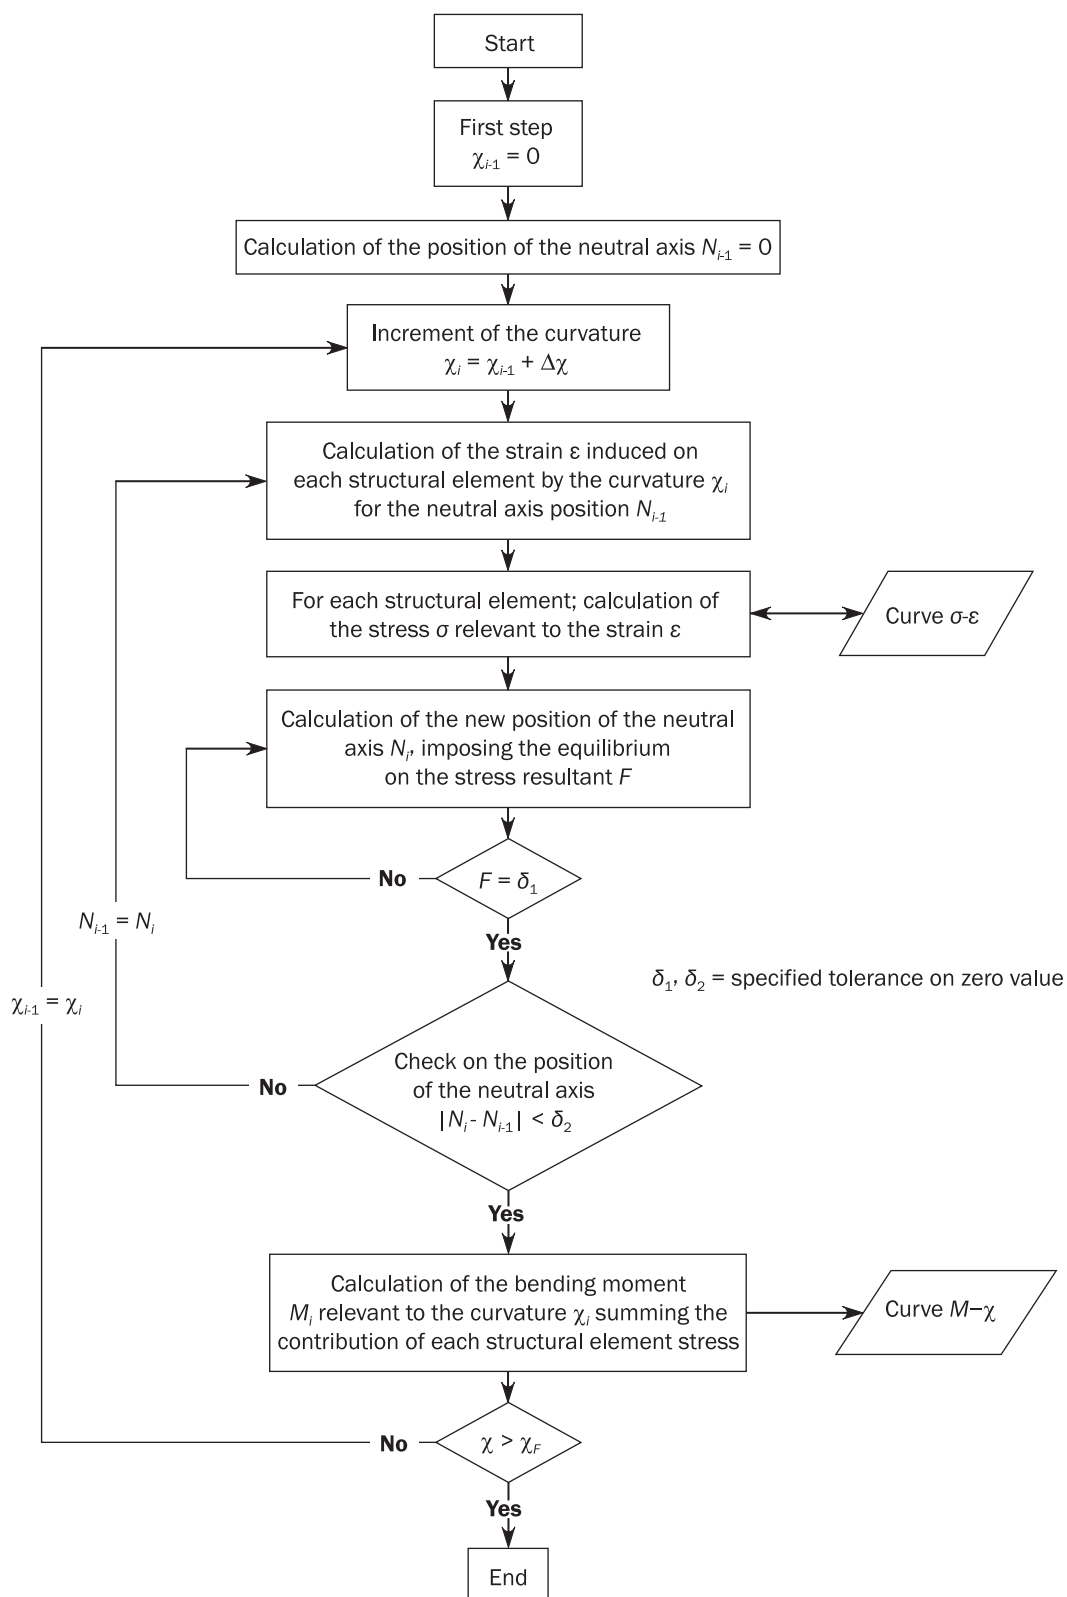 Start
First step
χᵢ₋₁ = 0
Calculation of the position of the neutral axis Nᵢ₋₁ = 0
Increment of the curvature
χᵢ = χᵢ₋₁ + Δχ
Calculation of the strain ε induced on
each structural element by the curvature χᵢ
for the neutral axis position Nᵢ₋₁
For each structural element; calculation of
the stress σ relevant to the strain ε
Curve σ-ε
Calculation of the new position of the neutral
axis Nᵢ, imposing the equilibrium
on the stress resultant F
No
F = δ₁
Nᵢ₋₁ = Nᵢ
Yes
δ₁, δ₂ = specified tolerance on zero value
χᵢ₋₁ = χᵢ
Check on the position
of the neutral axis
|Nᵢ - Nᵢ₋₁| < δ₂
No
Yes
Calculation of the bending moment
Mᵢ relevant to the curvature χᵢ summing the
contribution of each structural element stress
Curve M–χ
No
χ > χ_F
Yes
End